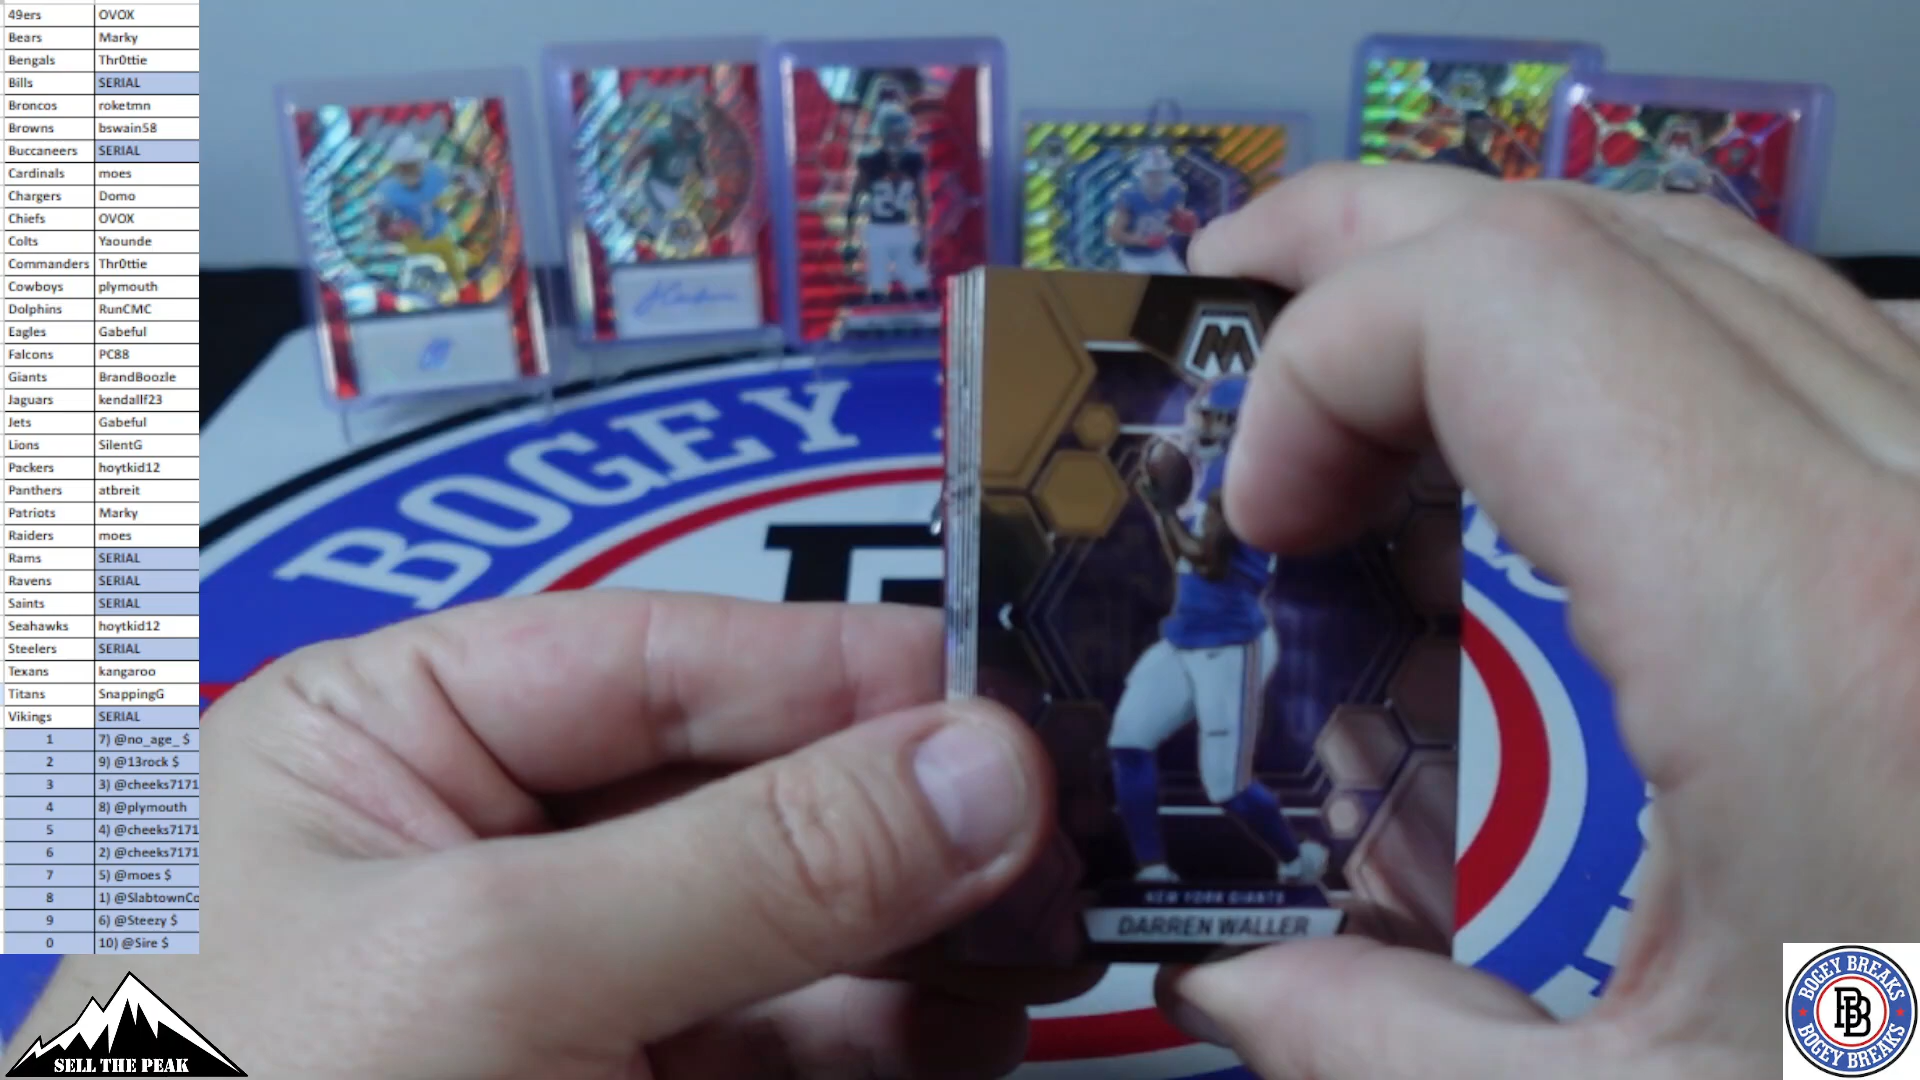 49ers OVOX
Bears Marky
Bengals Thr0ttie
Bills SERIAL
Broncos roketmn
Browns bswain58
Buccaneers SERIAL
Cardinals moes
Chargers Domo
Chiefs OVOX
Colts Yaounde
Commanders Thr0ttie
Cowboys plymouth
Dolphins RunCMC
Eagles Gabeful
Falcons PC88
Giants BrandBoozle
Jaguars kendallf23
Jets Gabeful
Lions SilentG
Packers hoytkid12
Panthers atbreit
Patriots Marky
Raiders moes
Rams SERIAL
Ravens SERIAL
Saints SERIAL
Seahawks hoytkid12
Steelers SERIAL
Texans kangaroo
Titans SnappingG
Vikings SERIAL
1 7) @no_age_ $
2 9) @13rock $
3 3) @cheeks7171
4 8) @plymouth
5 4) @cheeks7171
6 2) @cheeks7171
7 5) @moes $
8 1) @SlabtownCo
9 6) @Steezy $
0 10) @Sire $
SELL THE PEAK
24
BOGEY
M
NEW YORK GIANTS
DARREN WALLER
BOGEY BREAKS
BB
BOGEY BREAKS